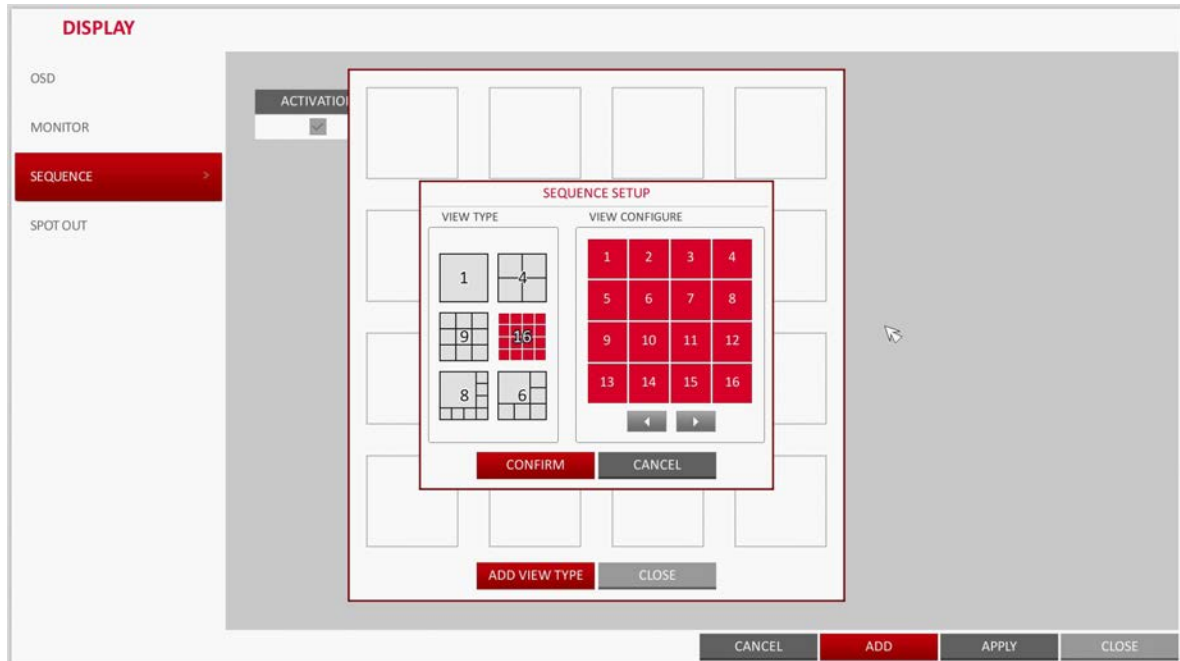 DISPLAY
OSD
MONITOR
SEQUENCE >
SPOT OUT
ACTIVATION
SEQUENCE SETUP
VIEW TYPE
VIEW CONFIGURE
1 4
9 16
8 6
1 2 3 4
5 6 7 8
9 10 11 12
13 14 15 16
CONFIRM CANCEL
ADD VIEW TYPE CLOSE
CANCEL ADD APPLY CLOSE